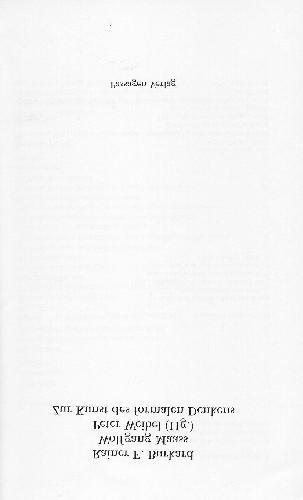 Rainer F. Burkard
Wolfgang Maass
Peter Weibel (Hg.)
Zur Kunst des formalen Denkens
Passagen Verlag